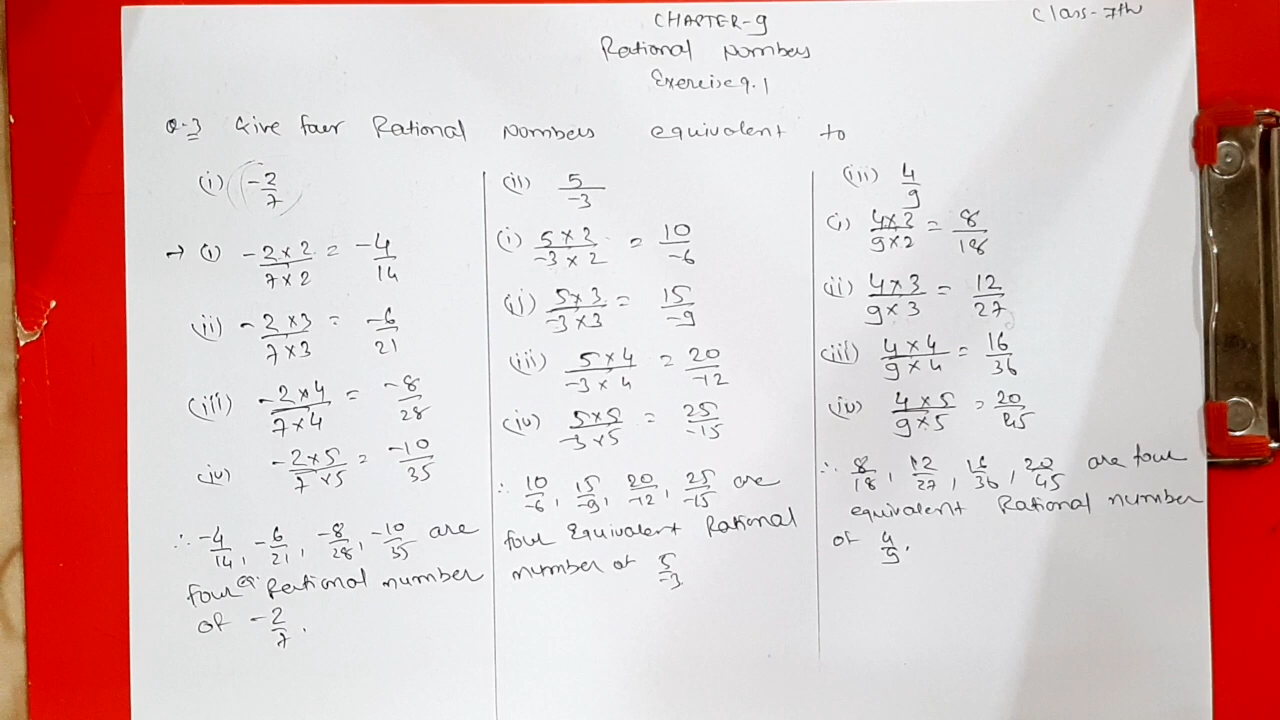 Class-7th
CHAPTER-9
Rational Numbers
Exercise 9.1
Q-3 Give four Rational Numbers equivalent to
(i) -2/7
→ (i) -2×2/7×2 = -4/14
(ii) -2×3/7×3 = -6/21
(iii) -2×4/7×4 = -8/28
(iv) -2×5/7×5 = -10/35
∴ -4/14, -6/21, -8/28, -10/35 are
four eq. Rational number
of -2/7.
(ii) 5/-3
(i) 5×2/-3×2 = 10/-6
(ii) 5×3/-3×3 = 15/-9
(iii) 5×4/-3×4 = 20/-12
(iv) 5×5/-3×5 = 25/-15
∴ 10/-6, 15/-9, 20/-12, 25/-15 are
four Equivalent Rational
number of 5/-3
(iii) 4/9
(i) 4×2/9×2 = 8/18
(ii) 4×3/9×3 = 12/27
(iii) 4×4/9×4 = 16/36
(iv) 4×5/9×5 = 20/45
∴ 8/18, 12/27, 16/36, 20/45 are four
equivalent Rational number
of 4/9.